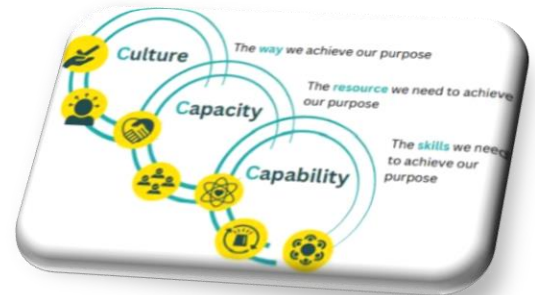 Culture
The way we achieve our purpose
Capacity
The resource we need to achieve
our purpose
Capability
The skills we need
to achieve our
purpose